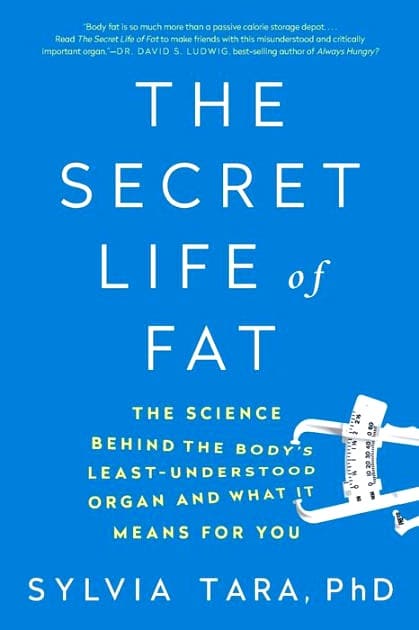 "Body fat is so much more than a passive calorie storage depot. . . .
Read The Secret Life of Fat to make friends with this misunderstood and critically
important organ."—DR. DAVID S. LUDWIG, best-selling author of Always Hungry?
THE
SECRET
LIFE of
FAT
THE SCIENCE
BEHIND THE BODY'S
LEAST-UNDERSTOOD
ORGAN AND WHAT IT
MEANS FOR YOU
SYLVIA TARA, PhD